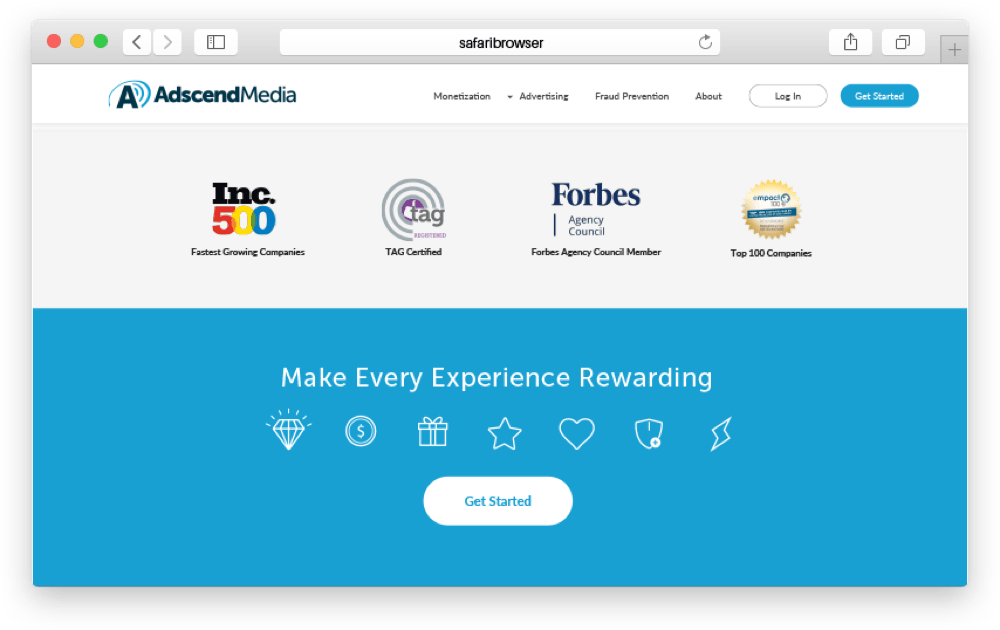 safaribrowser
AdscendMedia
Monetization Advertising Fraud Prevention About Log In Get Started
Inc.
500
Fastest Growing Companies
tag
REGISTERED
TAG Certified
Forbes
Agency
Council
Forbes Agency Council Member
mpact
100
Top 100 Companies
Make Every Experience Rewarding
$
Get Started